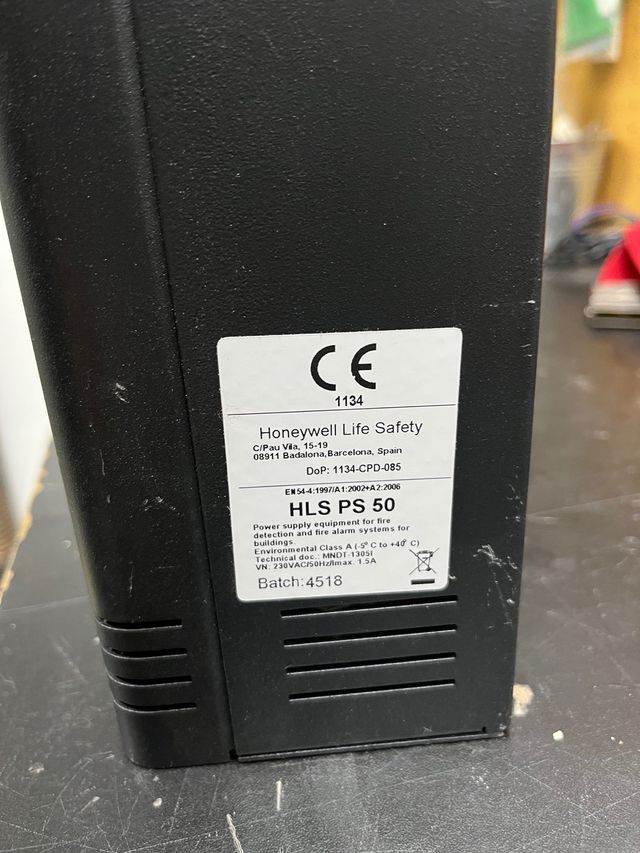 CE
1134
Honeywell Life Safety
C/Pau Vila, 15-19
08911 Badalona,Barcelona, Spain
DoP: 1134-CPD-085
EN54-4:1997/A1:2002+A2:2006
HLS PS 50
Power supply equipment for fire
detection and fire alarm systems for
buildings.
Environmental Class A (-5º C to +40º C)
Technical doc.: MNDT-1305I
VN: 230VAC/50Hz/Imax. 1.5A
Batch: 4518